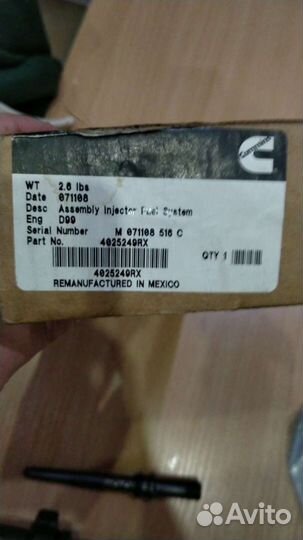 Cummins
WT 2.6 lbs
Date 071108
Desc Assembly Injector Fuel System
Eng D99
Serial Number M 071108 516 C
Part No. 4025249RX
QTY 1
4025249RX
REMANUFACTURED IN MEXICO
Avito